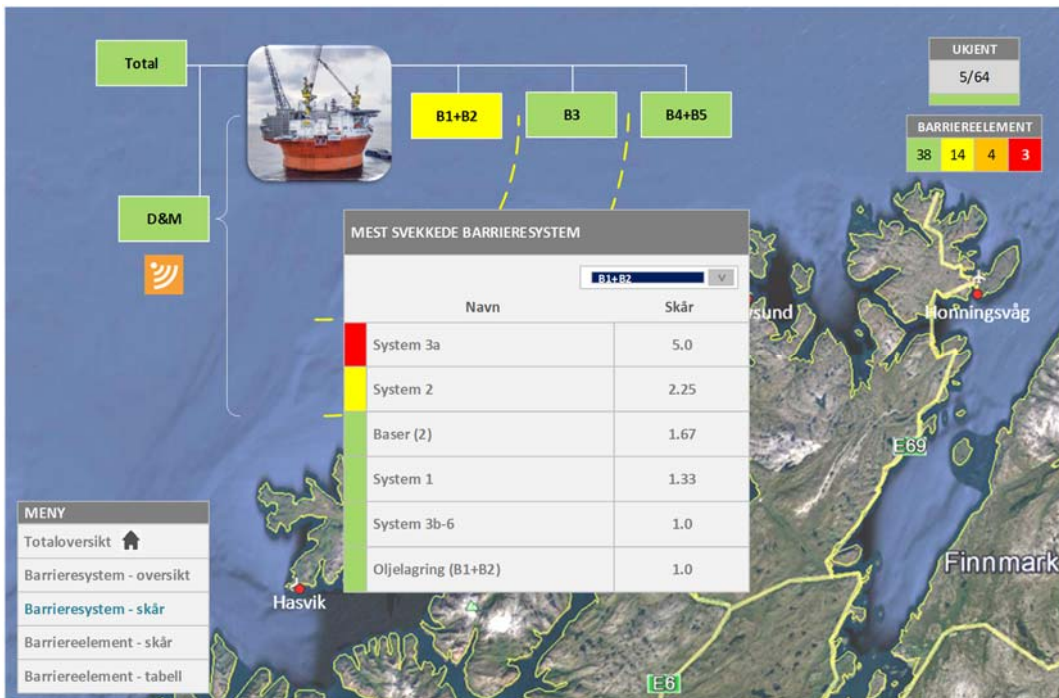 Total
B1+B2
B3
B4+B5
UKJENT
5/64
BARRIEREELEMENT
38 14 4 3
D&M
MEST SVEKKEDE BARRIERESYSTEM
B1+B2 V
Navn Skår
System 3a 5.0
System 2 2.25
Baser (2) 1.67
System 1 1.33
System 3b-6 1.0
Oljelagring (B1+B2) 1.0
Honningsvåg
E69
Finnmark
Hasvik
E6
MENY
Totaloversikt
Barrieresystem - oversikt
Barrieresystem - skår
Barriereelement - skår
Barriereelement - tabell